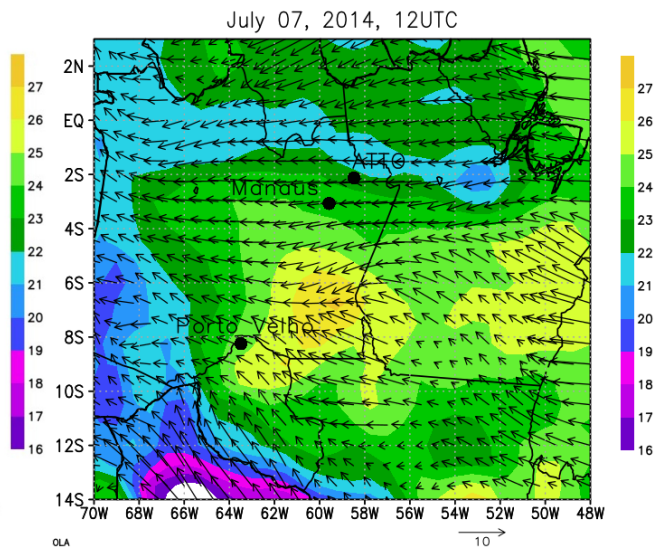 July 07, 2014, 12UTC
27
26
25
24
23
22
21
20
19
18
17
16
2N
EQ
2S
4S
6S
8S
10S
12S
14S
ATTO
Manaus
Porto Velho
70W 68W 66W 64W 62W 60W 58W 56W 54W 52W 50W 48W
27
26
25
24
23
22
21
20
19
18
17
16
OLA
10